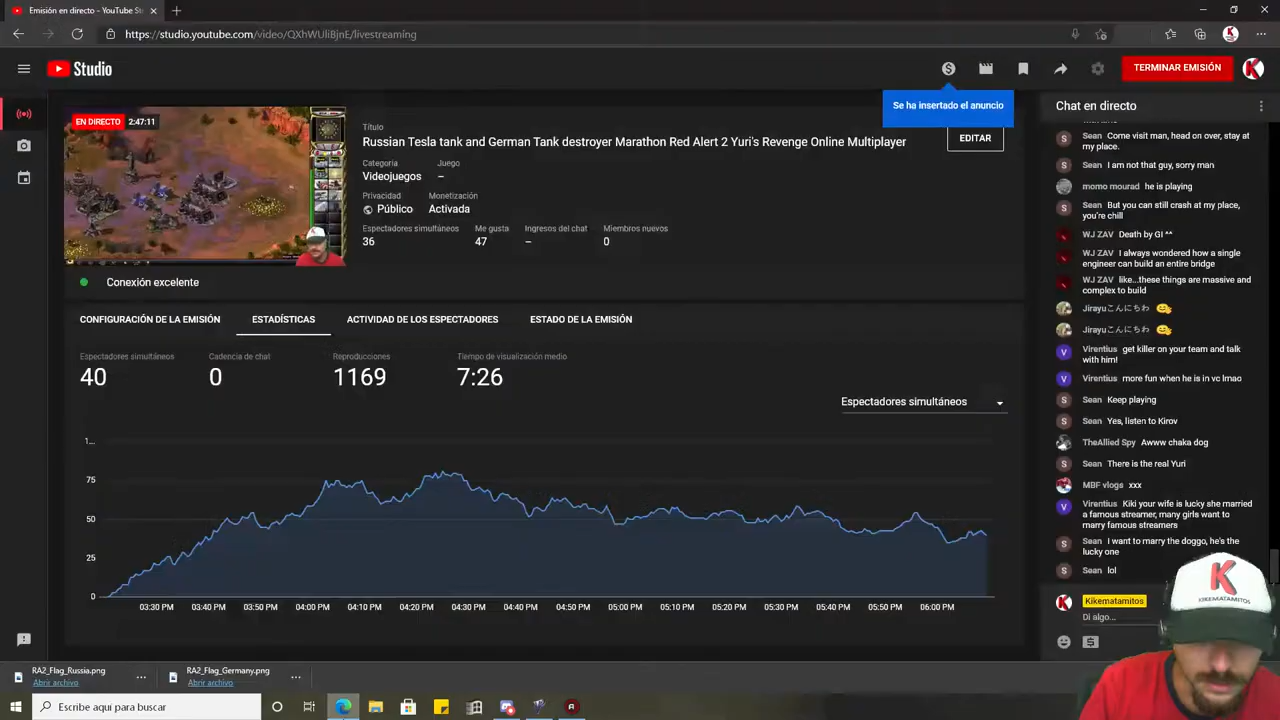 Emisión en directo - YouTube St
https://studio.youtube.com/video/QXhWUliBjnE/livestreaming
Studio
TERMINAR EMISIÓN
Se ha insertado el anuncio
EDITAR
EN DIRECTO 2:47:11
Título
Russian Tesla tank and German Tank destroyer Marathon Red Alert 2 Yuri's Revenge Online Multiplayer
Categoría Juego
Videojuegos –
Privacidad Monetización
Público Activada
Espectadores simultáneos Me gusta Ingresos del chat Miembros nuevos
36 47 – 0
Conexión excelente
CONFIGURACIÓN DE LA EMISIÓN ESTADÍSTICAS ACTIVIDAD DE LOS ESPECTADORES ESTADO DE LA EMISIÓN
Espectadores simultáneos Cadencia de chat Reproducciones Tiempo de visualización medio
40 0 1169 7:26
Espectadores simultáneos
1...
75
50
25
0
03:30 PM 03:40 PM 03:50 PM 04:00 PM 04:10 PM 04:20 PM 04:30 PM 04:40 PM 04:50 PM 05:00 PM 05:10 PM 05:20 PM 05:30 PM 05:40 PM 05:50 PM 06:00 PM
Chat en directo
Sean Come visit man, head on over, stay at
my place.
Sean I am not that guy, sorry man
momo mourad he is playing
Sean But you can still crash at my place,
you're chill
WJ ZAV Death by GI ^^
WJ ZAV I always wondered how a single
engineer can build an entire bridge
WJ ZAV like...these things are massive and
complex to build
Jirayuこんにちわ
Jirayuこんにちわ
Virentius get killer on your team and talk
with him!
Virentius more fun when he is in vc lmao
Sean Keep playing
Sean Yes, listen to Kirov
TheAllied Spy Awww chaka dog
Sean There is the real Yuri
MBF vlogs xxx
Virentius Kiki your wife is lucky she married
a famous streamer, many girls want to
marry famous streamers
Sean I want to marry the doggo, he's the
lucky one
Sean lol
Kikematamitos
Di algo...
K
KIKEMATAMITOS
RA2_Flag_Russia.png
Abrir archivo
RA2_Flag_Germany.png
Abrir archivo
Escribe aquí para buscar